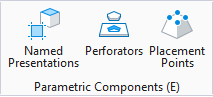 Named Perforators Placement
Presentations Points
Parametric Components (E)